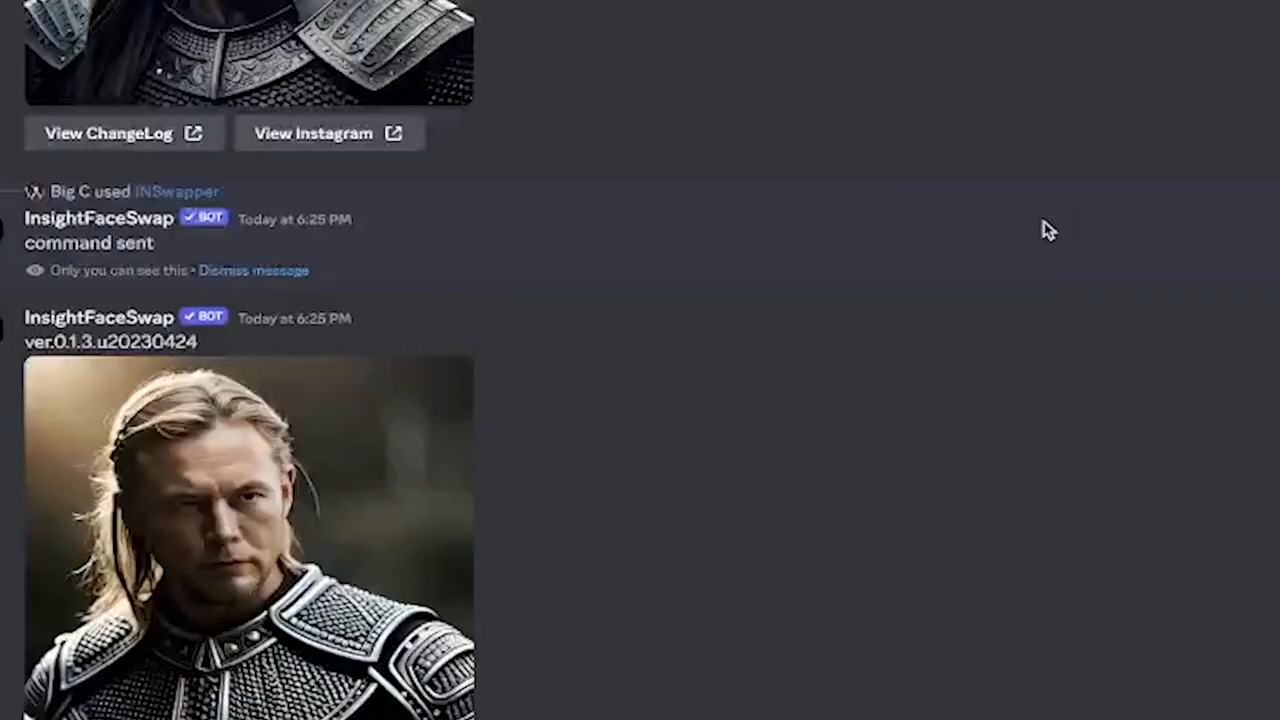 View ChangeLog
View Instagram
Big C used INSwapper
InsightFaceSwap ✓ BOT Today at 6:25 PM
command sent
Only you can see this • Dismiss message
InsightFaceSwap ✓ BOT Today at 6:25 PM
ver.0.1.3.u20230424